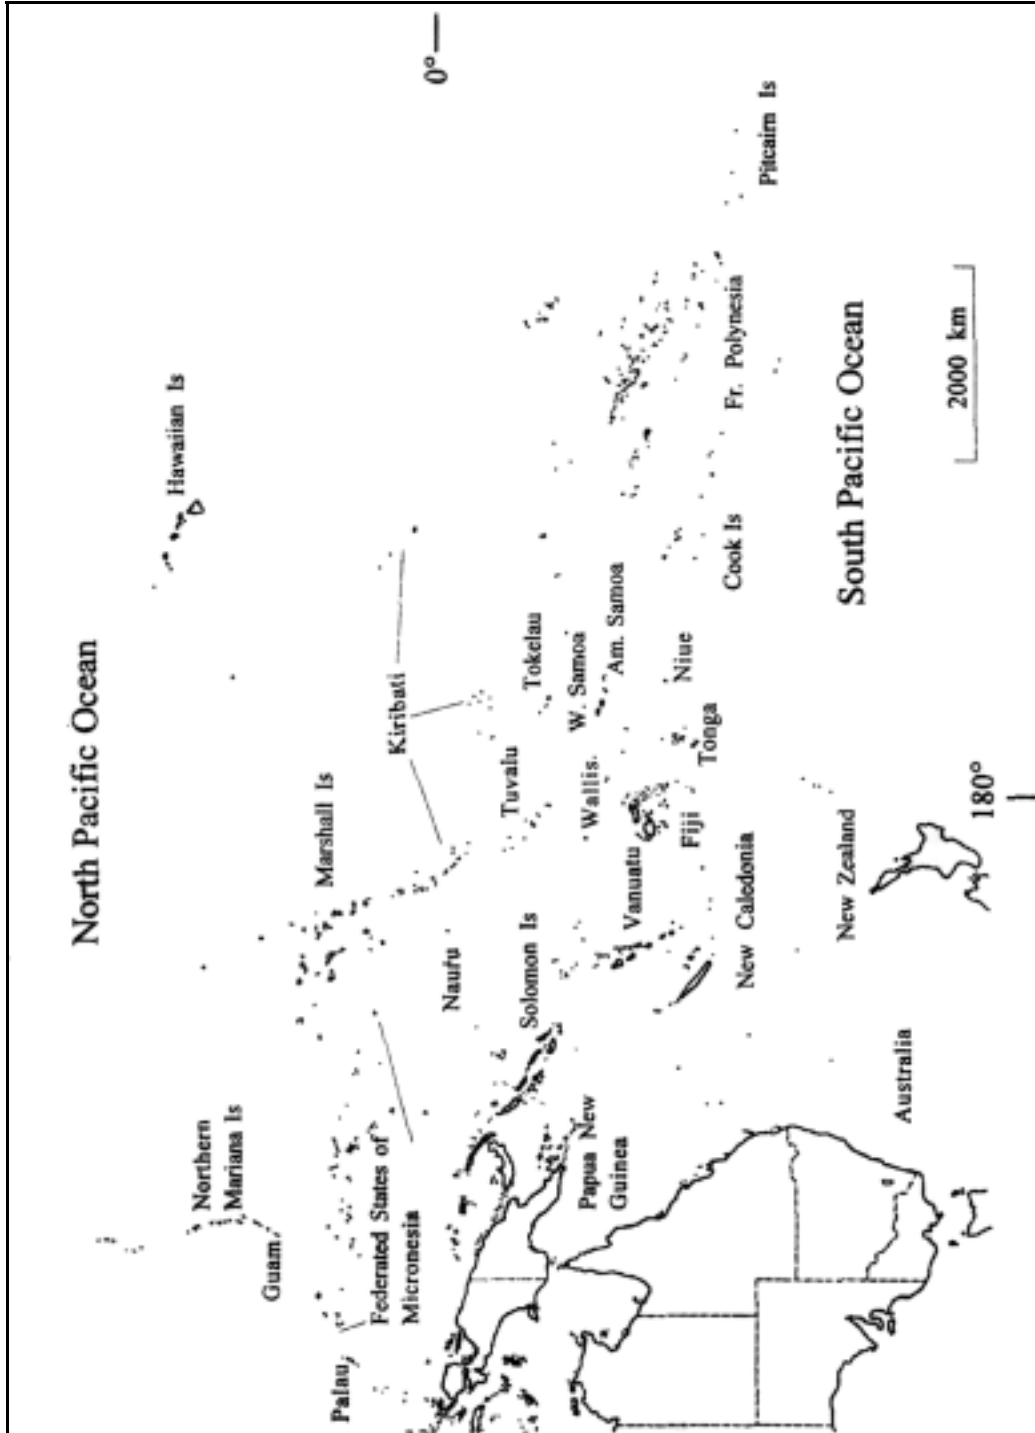 North Pacific Ocean
Hawaiian Is
0°
Northern
Mariana Is
Guam
Marshall Is
Palau
Federated States of
Micronesia
Kiribati
Nauru
Tuvalu
Tokelau
Solomon Is
Papua New
Guinea
Wallis.
W. Samoa
Am. Samoa
Vanuatu
Fiji
Tonga
Niue
Cook Is
Fr. Polynesia
Pitcairn Is
New Caledonia
New Zealand
Australia
South Pacific Ocean
2000 km
180°